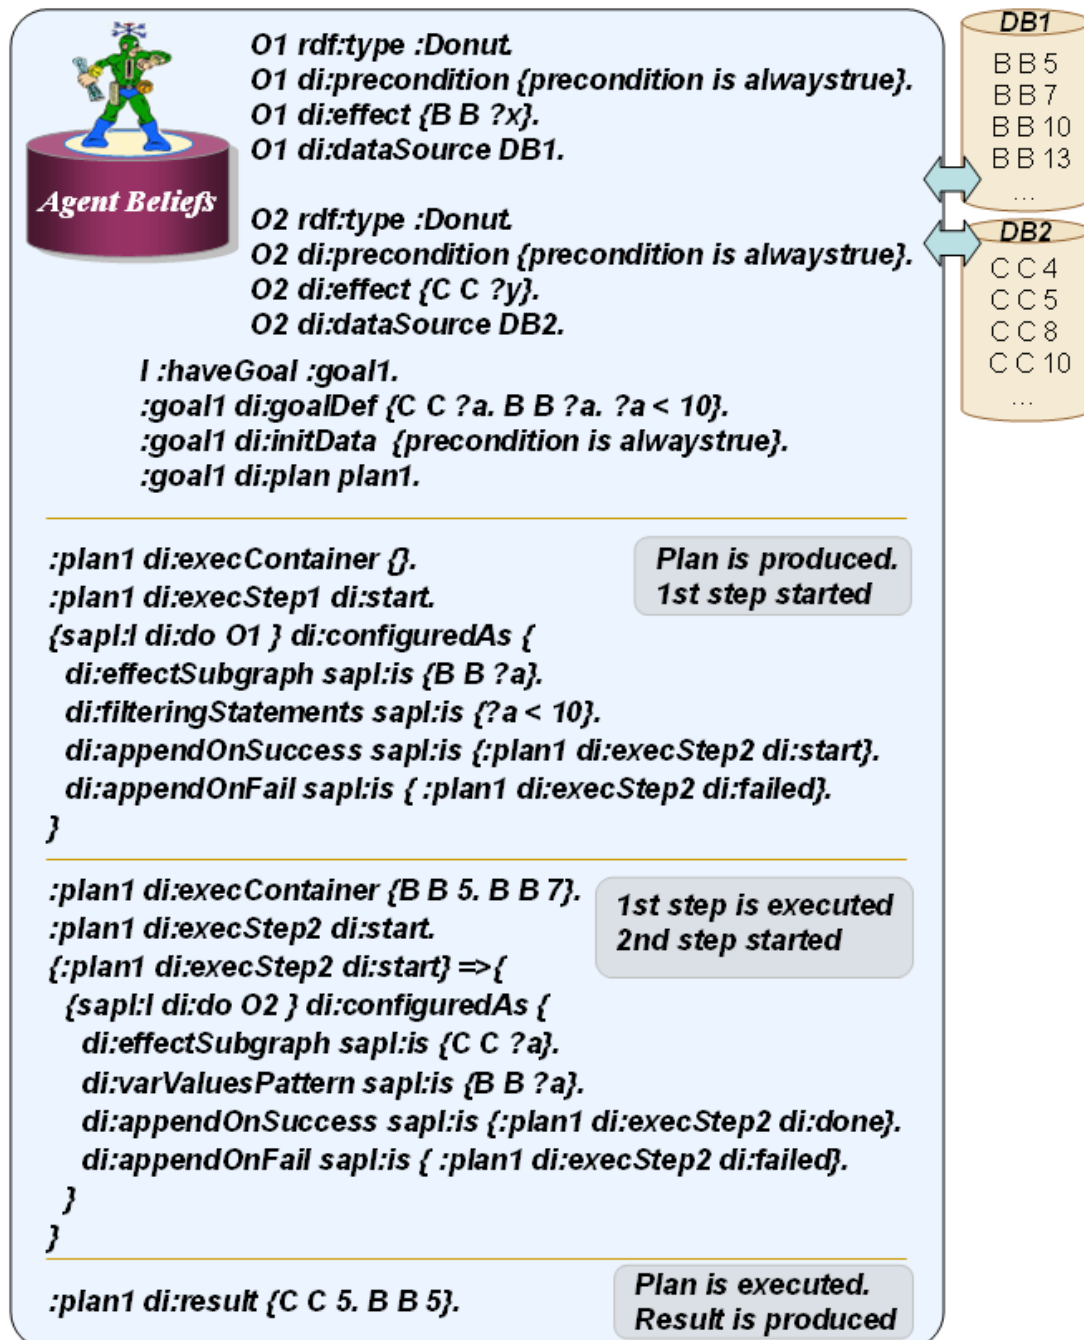 Agent Beliefs
O1 rdf:type :Donut.
O1 di:precondition {precondition is alwaystrue}.
O1 di:effect {B B ?x}.
O1 di:dataSource DB1.
O2 rdf:type :Donut.
O2 di:precondition {precondition is alwaystrue}.
O2 di:effect {C C ?y}.
O2 di:dataSource DB2.
DB1
B B 5
B B 7
B B 10
B B 13
...
DB2
C C 4
C C 5
C C 8
C C 10
...
I :haveGoal :goal1.
:goal1 di:goalDef {C C ?a. B B ?a. ?a < 10}.
:goal1 di:initData {precondition is alwaystrue}.
:goal1 di:plan plan1.
:plan1 di:execContainer {}.
:plan1 di:execStep1 di:start.
{sapl:I di:do O1 } di:configuredAs {
di:effectSubgraph sapl:is {B B ?a}.
di:filteringStatements sapl:is {?a < 10}.
di:appendOnSuccess sapl:is {:plan1 di:execStep2 di:start}.
di:appendOnFail sapl:is { :plan1 di:execStep2 di:failed}.
}
Plan is produced.
1st step started
:plan1 di:execContainer {B B 5. B B 7}.
:plan1 di:execStep2 di:start.
{:plan1 di:execStep2 di:start} =>{
{sapl:I di:do O2 } di:configuredAs {
di:effectSubgraph sapl:is {C C ?a}.
di:varValuesPattern sapl:is {B B ?a}.
di:appendOnSuccess sapl:is {:plan1 di:execStep2 di:done}.
di:appendOnFail sapl:is { :plan1 di:execStep2 di:failed}.
}
}
1st step is executed
2nd step started
:plan1 di:result {C C 5. B B 5}.
Plan is executed.
Result is produced